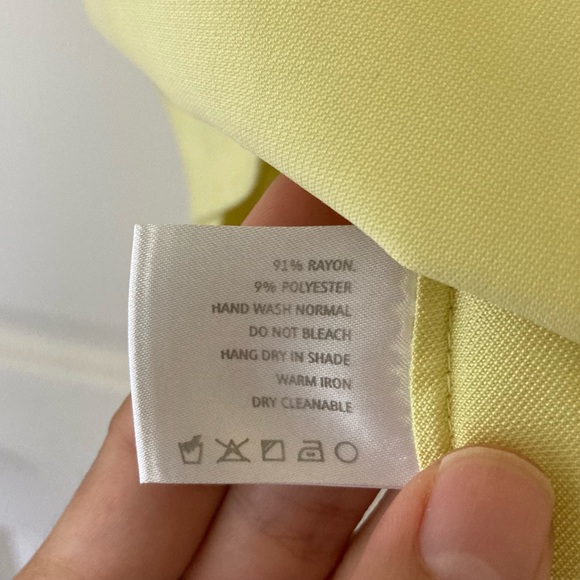 91% RAYON.
9% POLYESTER
HAND WASH NORMAL
DO NOT BLEACH
HANG DRY IN SHADE
WARM IRON
DRY CLEANABLE